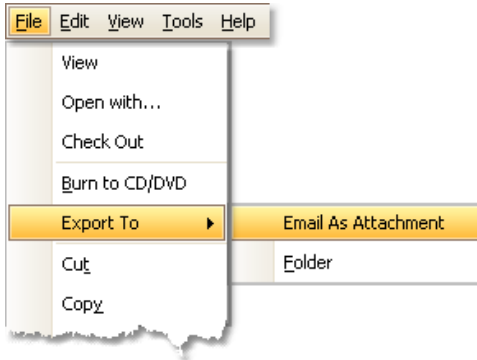 File Edit View Tools Help
View
Open with...
Check Out
Burn to CD/DVD
Export To
Email As Attachment
Folder
Cut
Copy